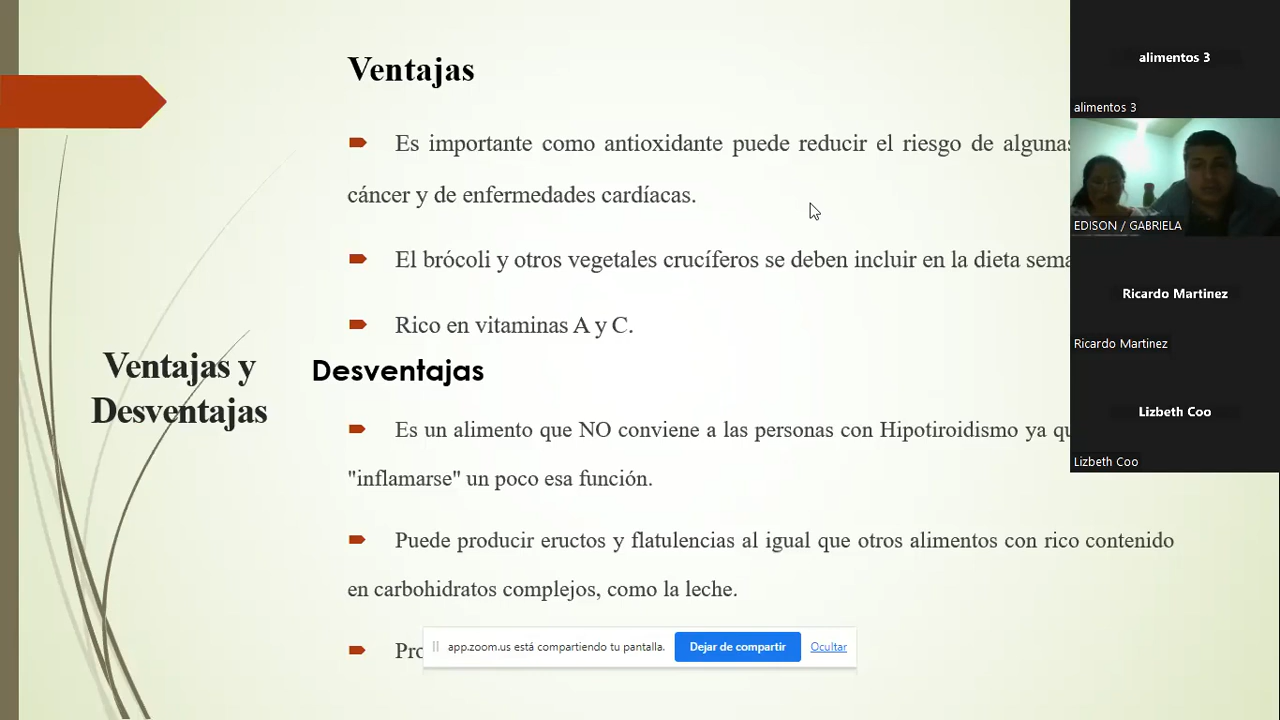 Ventajas
Es importante como antioxidante puede reducir el riesgo de algunas
cáncer y de enfermedades cardíacas.
El brócoli y otros vegetales crucíferos se deben incluir en la dieta
Rico en vitaminas A y C.
Ventajas y
Desventajas
Desventajas
Es un alimento que NO conviene a las personas con Hipotiroidismo ya
"inflamarse" un poco esa función.
Puede producir eructos y flatulencias al igual que otros alimentos con rico contenido
en carbohidratos complejos, como la leche.
app.zoom.us está compartiendo tu pantalla.
Dejar de compartir
Ocultar
alimentos 3
alimentos 3
EDISON / GABRIELA
Ricardo Martinez
Ricardo Martinez
Lizbeth Coo
Lizbeth Coo